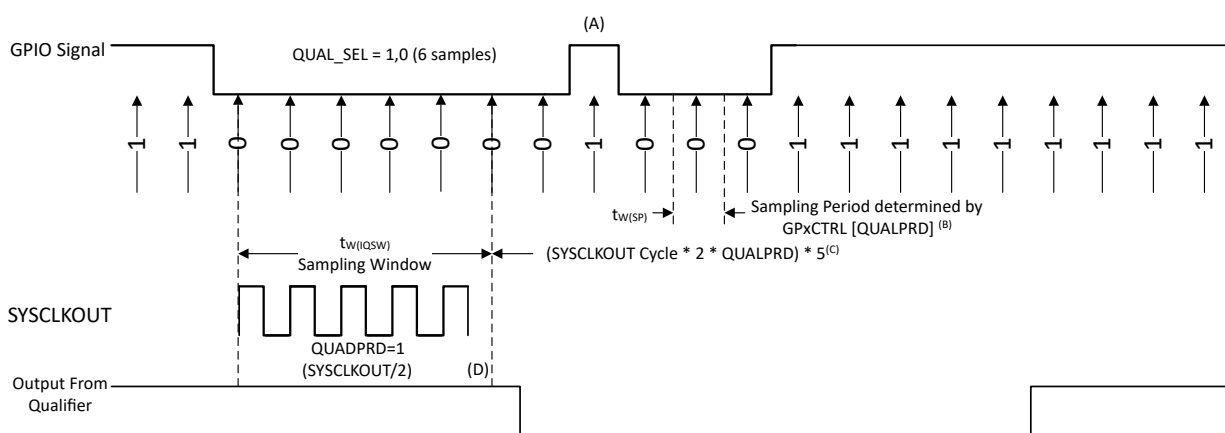 (A)
GPIO Signal
QUAL_SEL = 1,0 (6 samples)
1 1 0 0 0 0 0 0 0 1 0 0 0 1 1 1 1 1 1 1 1 1
tW(SP)
Sampling Period determined by
GPxCTRL [QUALPRD] (B)
tW(IQSW)
Sampling Window
(SYSCLKOUT Cycle * 2 * QUALPRD) * 5(C)
SYSCLKOUT
QUADPRD=1
(SYSCLKOUT/2)
(D)
Output From
Qualifier